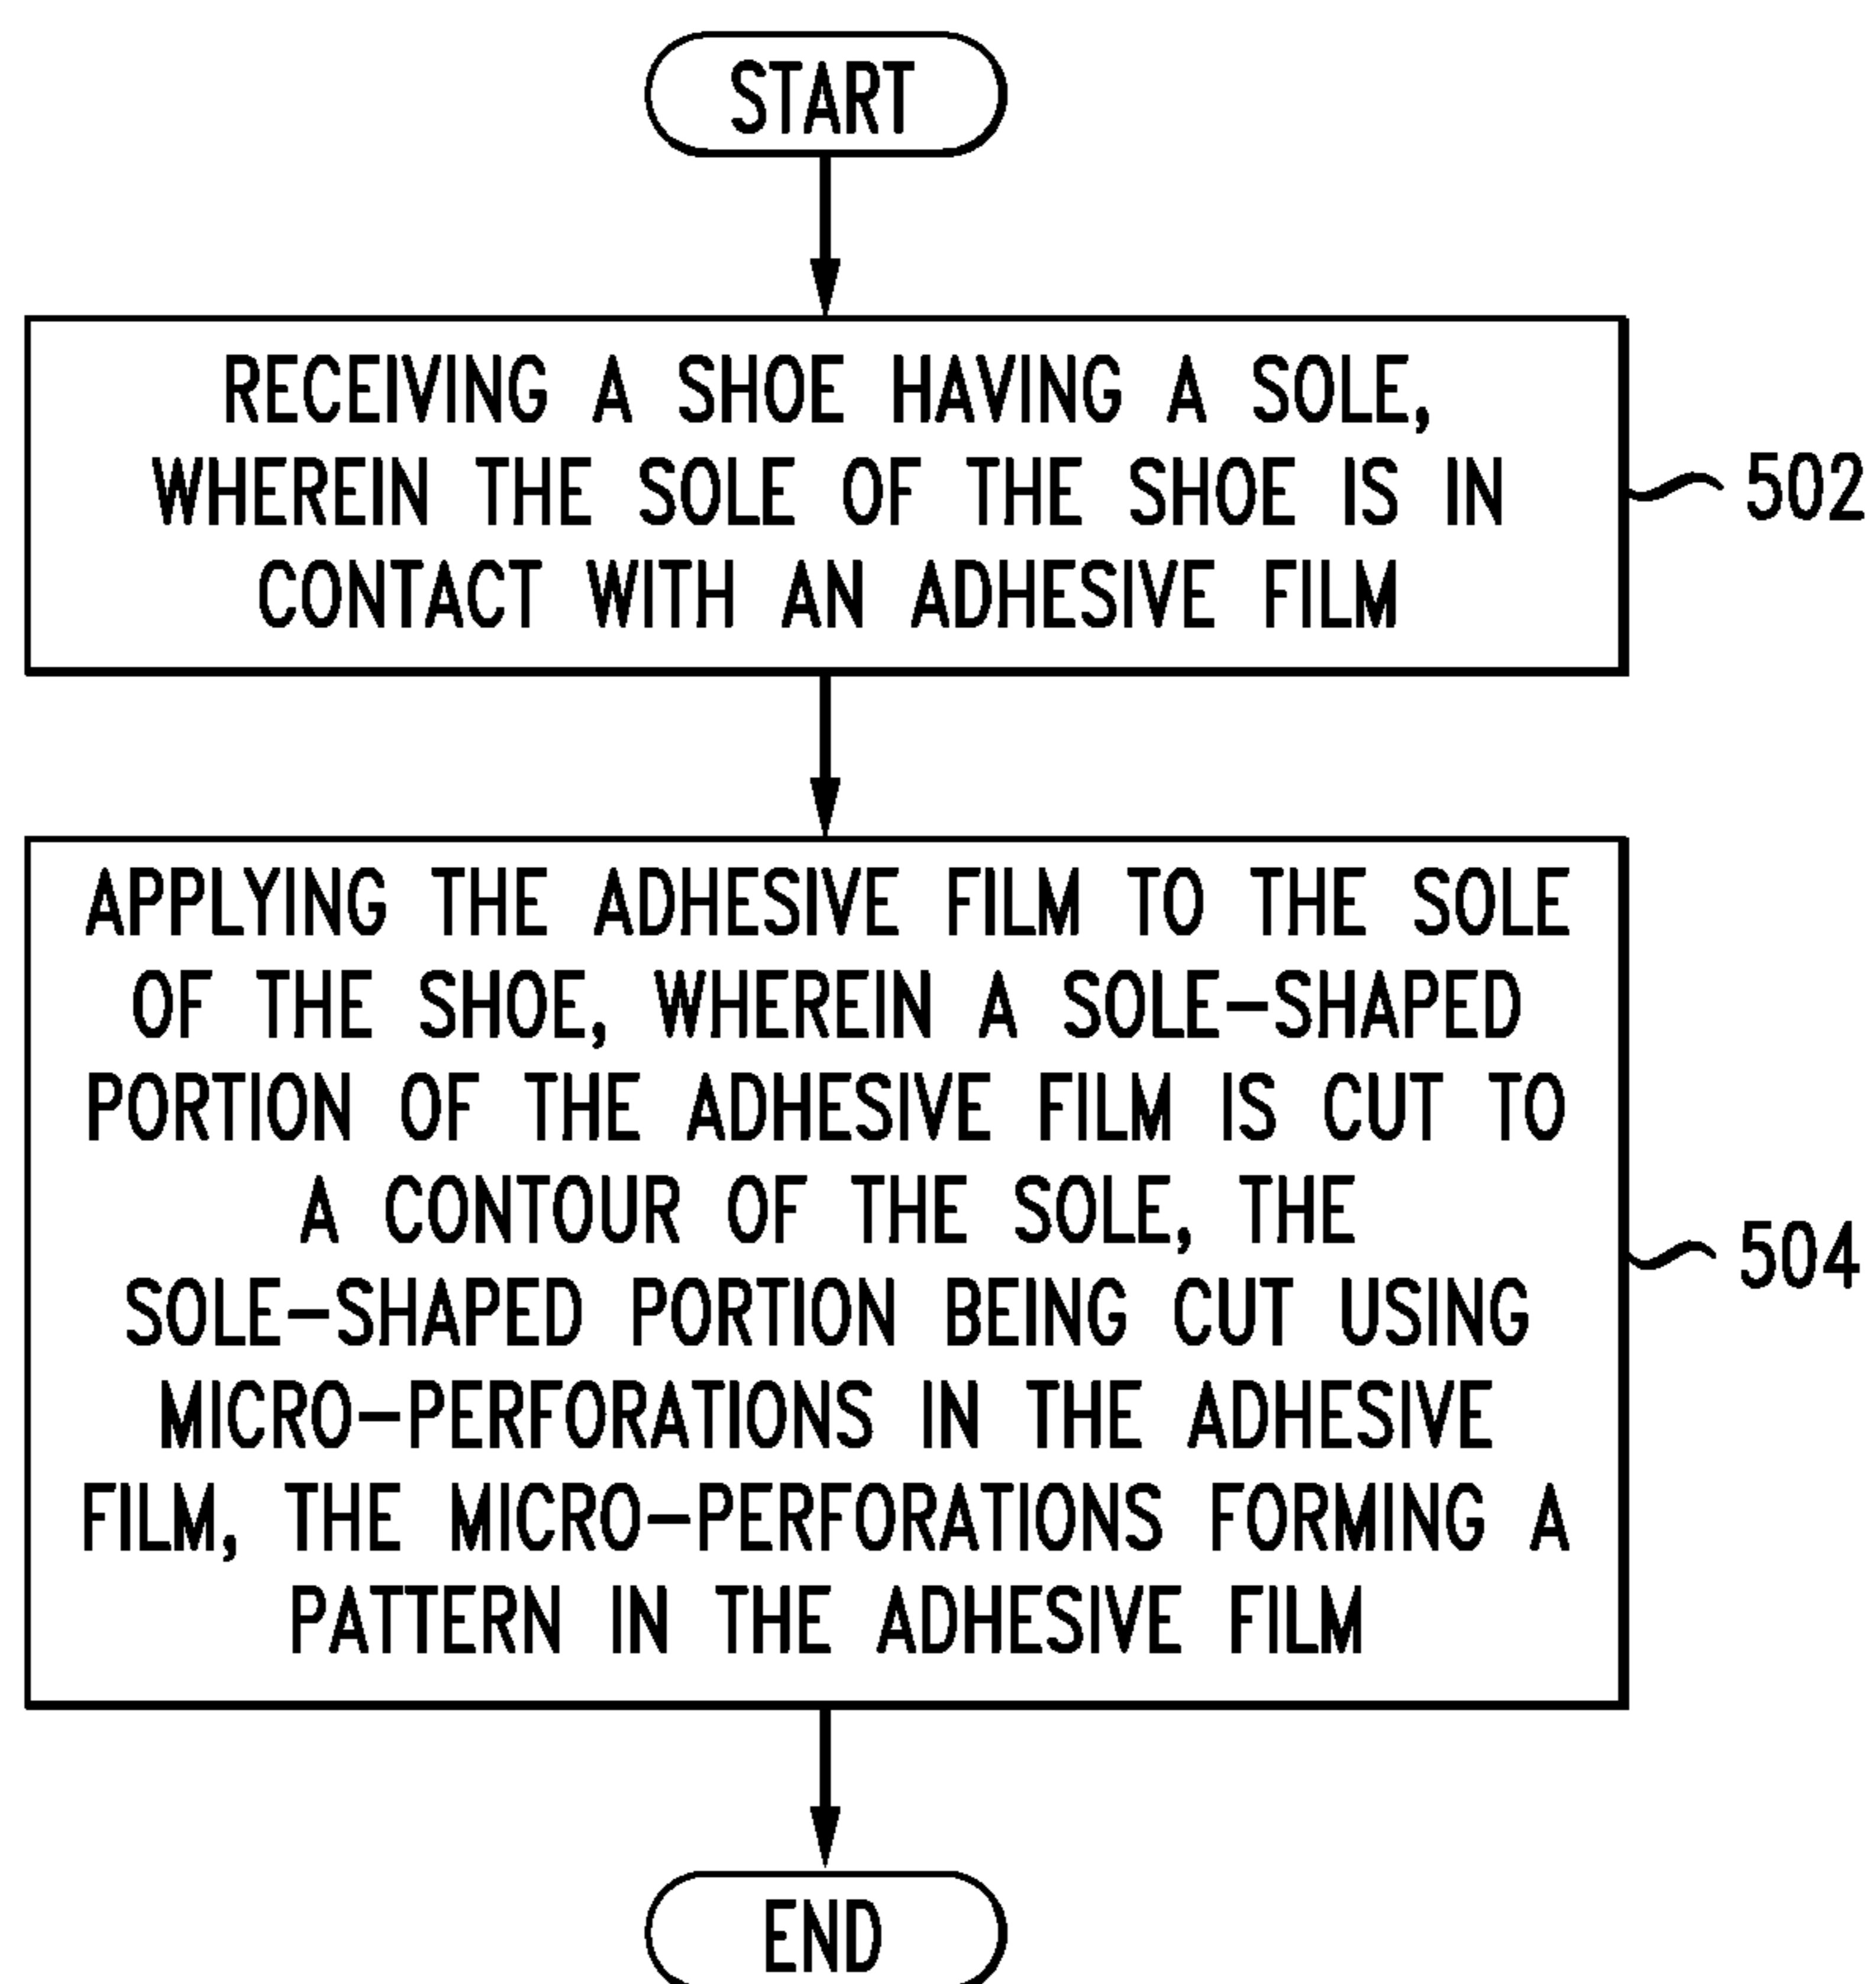 START
RECEIVING A SHOE HAVING A SOLE,
WHEREIN THE SOLE OF THE SHOE IS IN
CONTACT WITH AN ADHESIVE FILM
502
APPLYING THE ADHESIVE FILM TO THE SOLE
OF THE SHOE, WHEREIN A SOLE-SHAPED
PORTION OF THE ADHESIVE FILM IS CUT TO
A CONTOUR OF THE SOLE, THE
SOLE-SHAPED PORTION BEING CUT USING
MICRO-PERFORATIONS IN THE ADHESIVE
FILM, THE MICRO-PERFORATIONS FORMING A
PATTERN IN THE ADHESIVE FILM
504
END